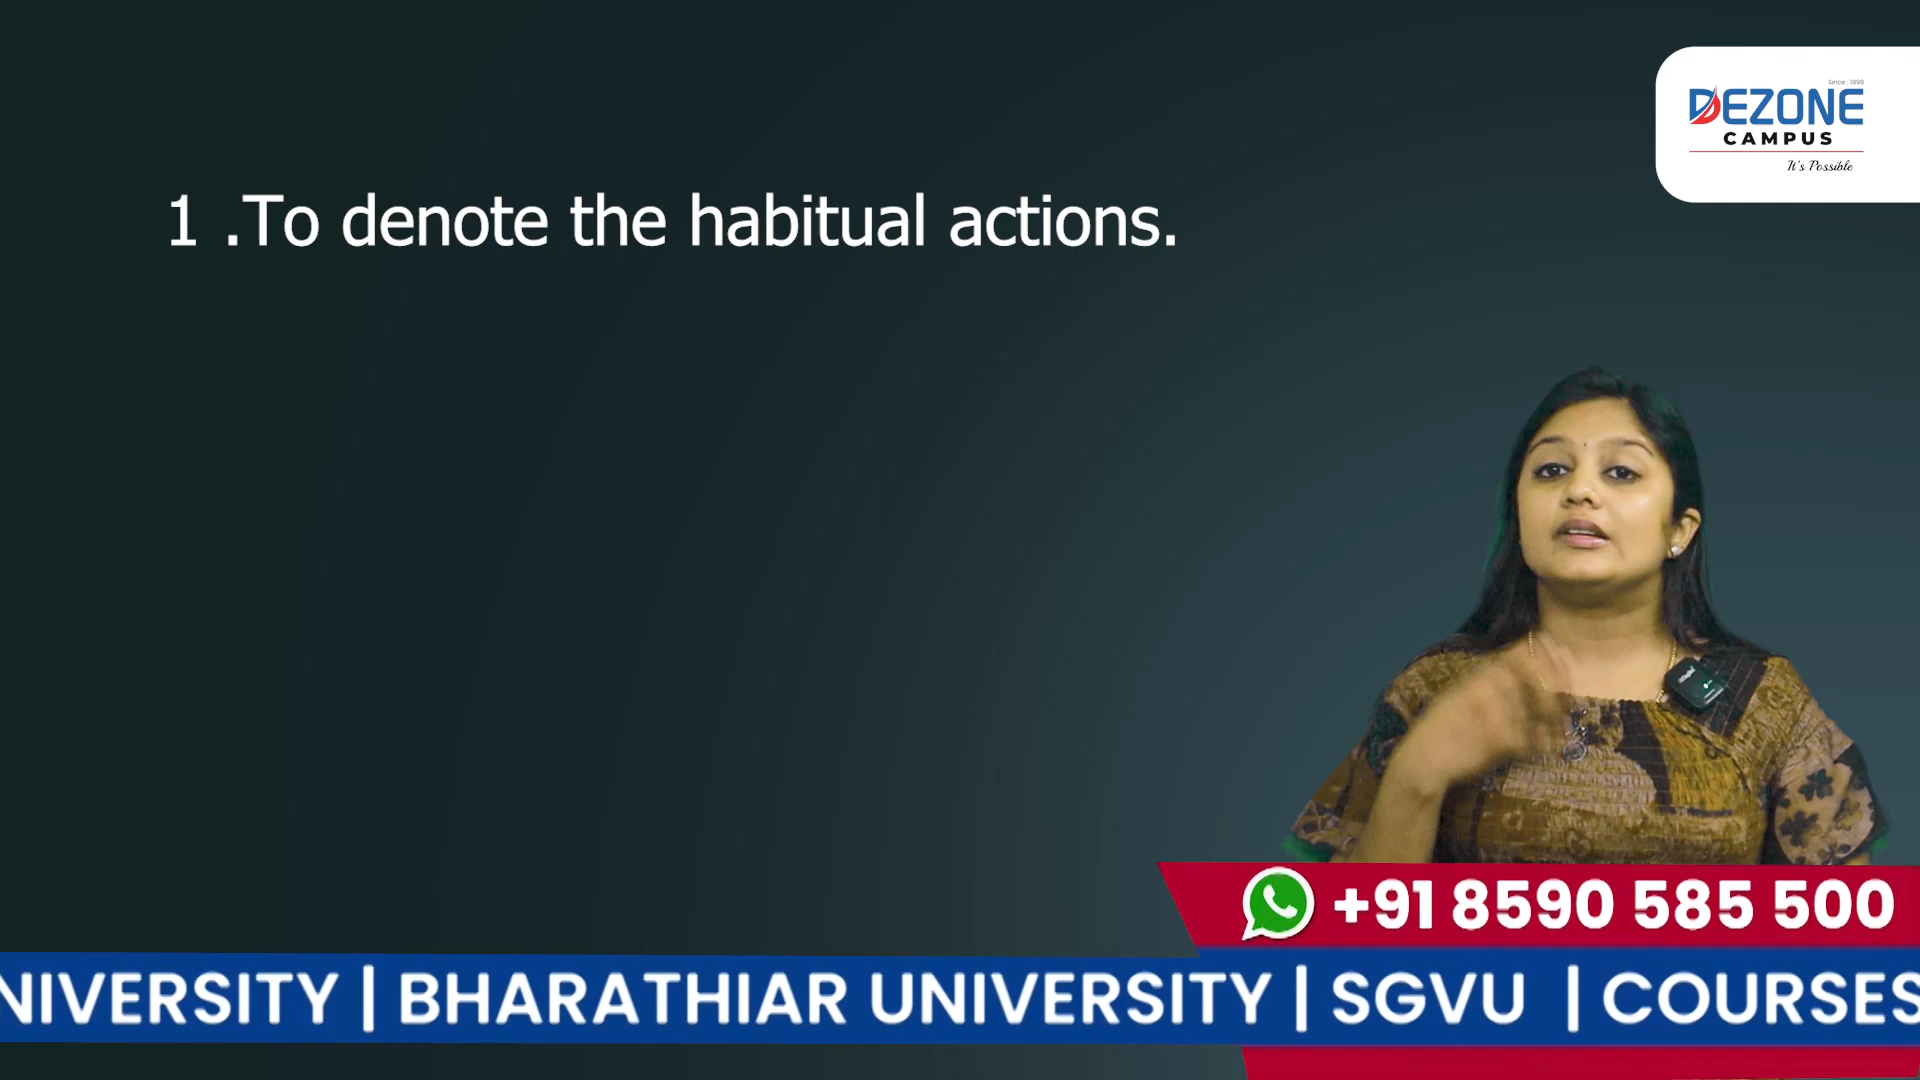 Since : 1998
DEZONE
CAMPUS
It's Possible
1 .To denote the habitual actions.
+91 8590 585 500
NIVERSITY | BHARATHIAR UNIVERSITY | SGVU | COURSES